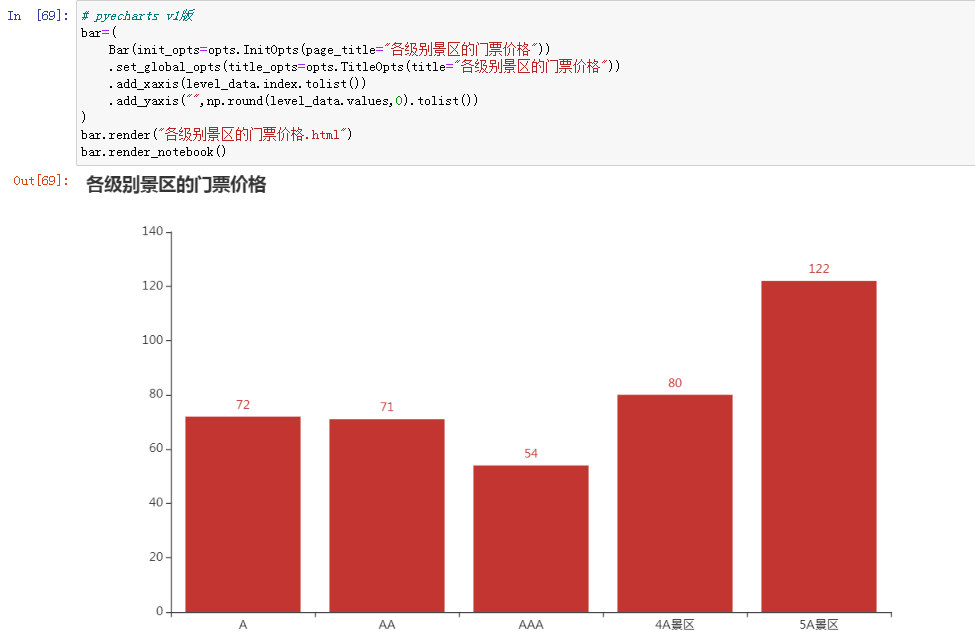 In [69]: # pyecharts v1版
bar=(
Bar(init_opts=opts.InitOpts(page_title="各级别景区的门票价格"))
.set_global_opts(title_opts=opts.TitleOpts(title="各级别景区的门票价格"))
.add_xaxis(level_data.index.tolist())
.add_yaxis("",np.round(level_data.values,0).tolist())
)
bar.render("各级别景区的门票价格.html")
bar.render_notebook()
Out[69]: 各级别景区的门票价格
140
122
120
100
80
80
72
71
60
54
40
20
0
A AA AAA 4A景区 5A景区